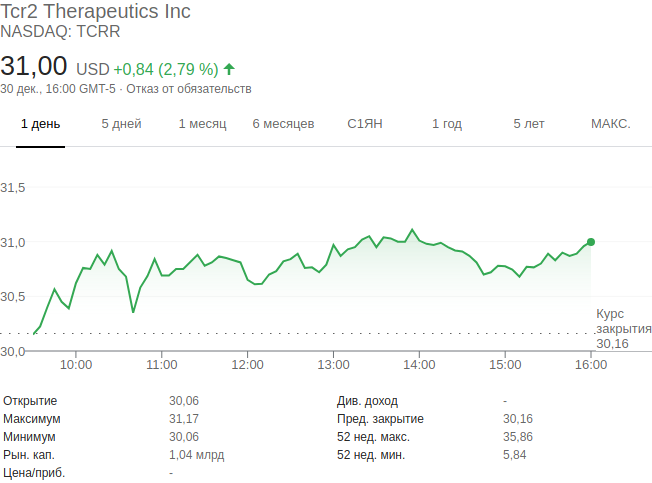 Tcr2 Therapeutics Inc
NASDAQ: TCRR
31,00 USD +0,84 (2,79 %)
30 дек., 16:00 GMT-5 · Отказ от обязательств
1 день 5 дней 1 месяц 6 месяцев С1ЯН 1 год 5 лет МАКС.
31,5
31,0
30,5
Курс
закрытия
30,16
30,0
10:00 11:00 12:00 13:00 14:00 15:00 16:00
Открытие 30,06 Див. доход -
Максимум 31,17 Пред. закрытие 30,16
Минимум 30,06 52 нед. макс. 35,86
Рын. кап. 1,04 млрд 52 нед. мин. 5,84
Цена/приб. -